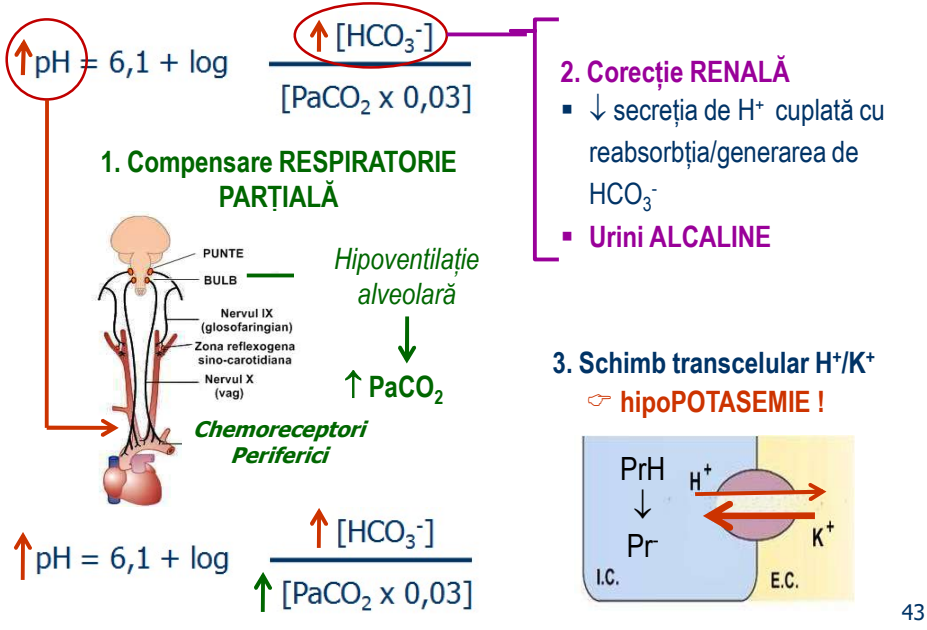 ↑pH = 6,1 + log ↑ [HCO₃⁻]
[PaCO₂ x 0,03]
2. Corecție RENALĂ
▪ ↓ secreția de H⁺ cuplată cu
reabsorbția/generarea de
HCO₃⁻
▪ Urini ALCALINE
1. Compensare RESPIRATORIE
PARȚIALĂ
PUNTE
BULB
Nervul IX
(glosofaringian)
Zona reflexogena
sino-carotidiana
Nervul X
(vag)
Chemoreceptori
Periferici
Hipoventilație
alveolară
↑ PaCO₂
3. Schimb transcelular H⁺/K⁺
☞ hipoPOTASEMIE !
PrH
↓
Pr⁻
H⁺
K⁺
I.C.
E.C.
↑pH = 6,1 + log ↑ [HCO₃⁻]
↑ [PaCO₂ x 0,03]
43